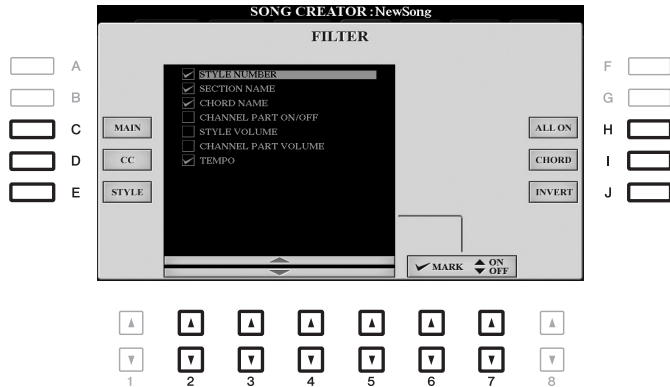 SONG CREATOR :NewSong
FILTER
A
B
C
D
E
MAIN
CC
STYLE
STYLE NUMBER
SECTION NAME
CHORD NAME
CHANNEL PART ON/OFF
STYLE VOLUME
CHANNEL PART VOLUME
TEMPO
ALL ON
CHORD
INVERT
F
G
H
I
J
MARK
ON
OFF
1 2 3 4 5 6 7 8